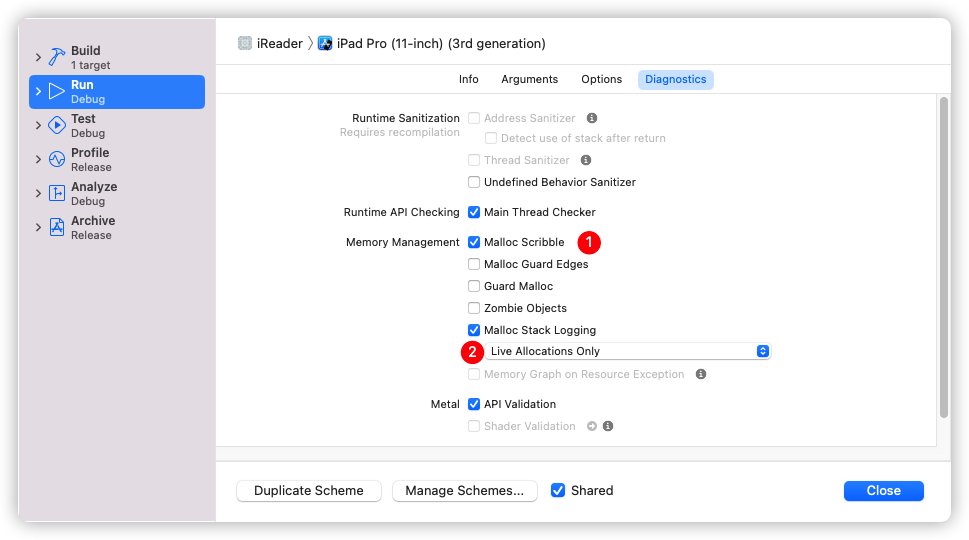 Build
1 target
Run
Debug
Test
Debug
Profile
Release
Analyze
Debug
Archive
Release
iReader 〉 iPad Pro (11-inch) (3rd generation)
Info Arguments Options Diagnostics
Runtime Sanitization Address Sanitizer
Requires recompilation Detect use of stack after return
Thread Sanitizer
Undefined Behavior Sanitizer
Runtime API Checking Main Thread Checker
Memory Management Malloc Scribble 1
Malloc Guard Edges
Guard Malloc
Zombie Objects
Malloc Stack Logging
2 Live Allocations Only
Memory Graph on Resource Exception
Metal API Validation
Shader Validation
Duplicate Scheme Manage Schemes... Shared Close